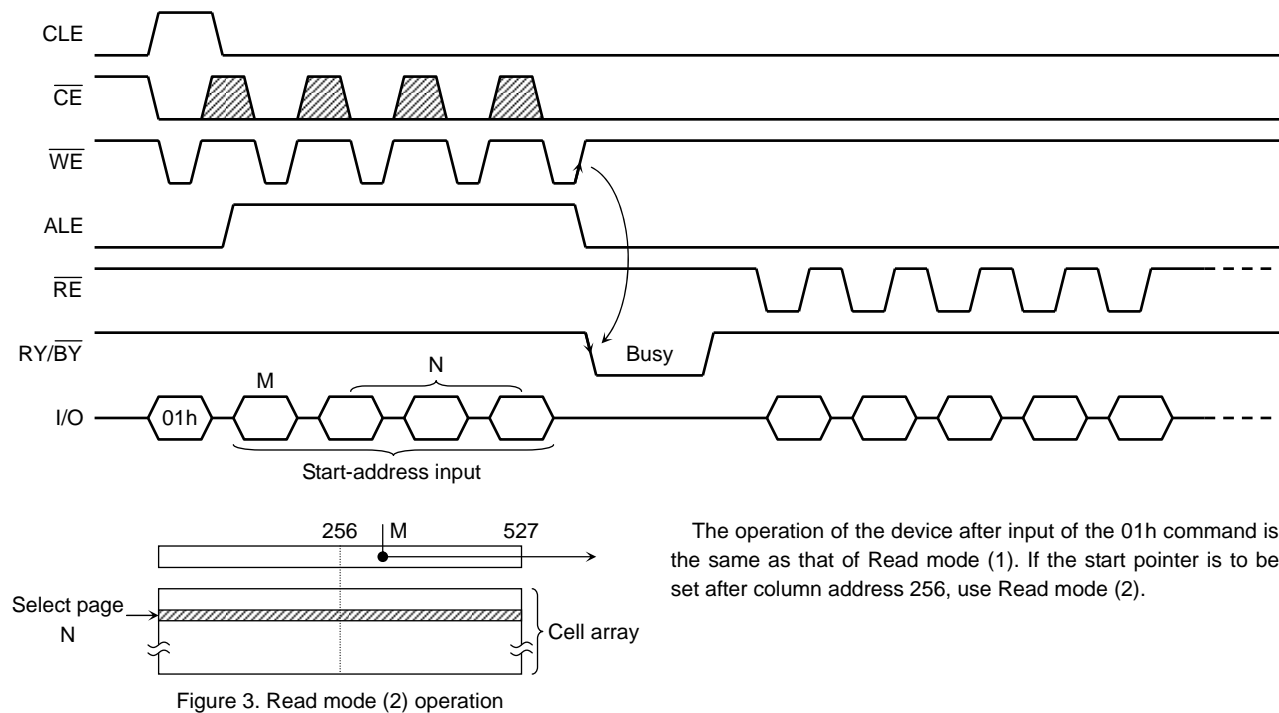 CLE
CE
WE
ALE
RE
RY/BY
Busy
M
N
I/O
01h
Start-address input
256
M
527
Select page
N
Cell array
Figure 3. Read mode (2) operation
The operation of the device after input of the 01h command is
the same as that of Read mode (1). If the start pointer is to be
set after column address 256, use Read mode (2).